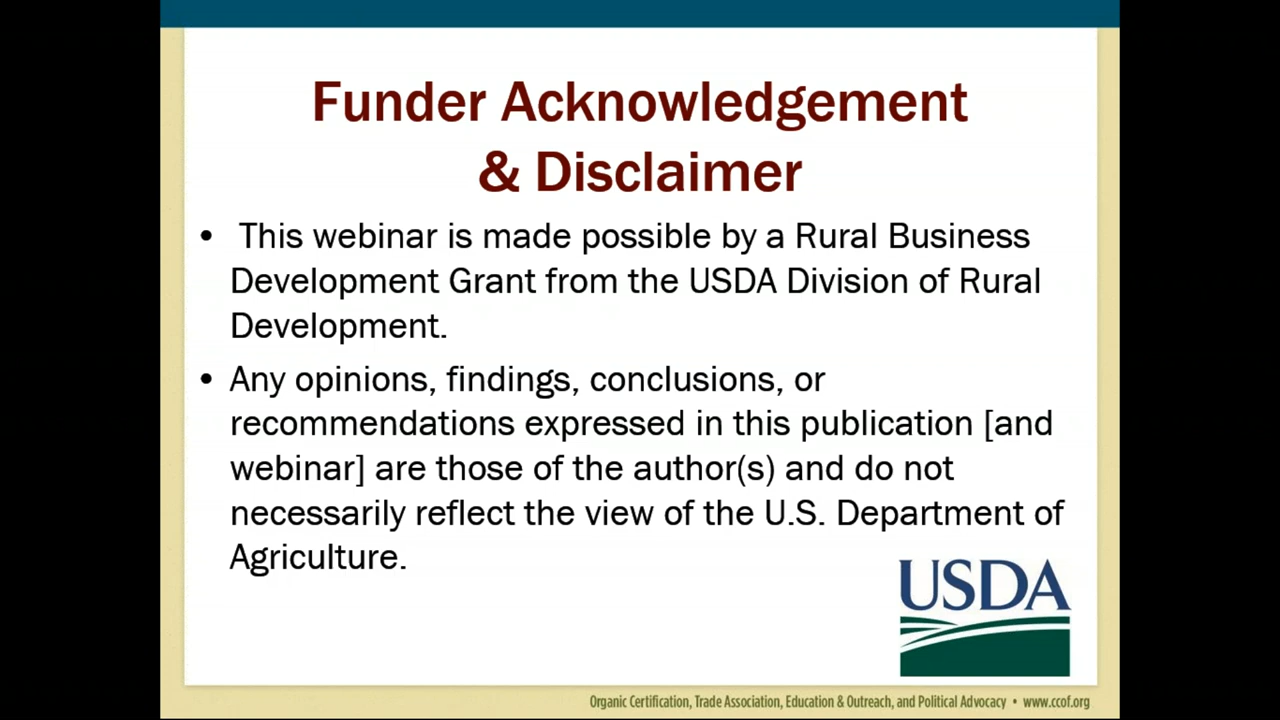 Funder Acknowledgement
& Disclaimer
• This webinar is made possible by a Rural Business
Development Grant from the USDA Division of Rural
Development.
• Any opinions, findings, conclusions, or
recommendations expressed in this publication [and
webinar] are those of the author(s) and do not
necessarily reflect the view of the U.S. Department of
Agriculture.
USDA
Organic Certification, Trade Association, Education & Outreach, and Political Advocacy • www.ccof.org